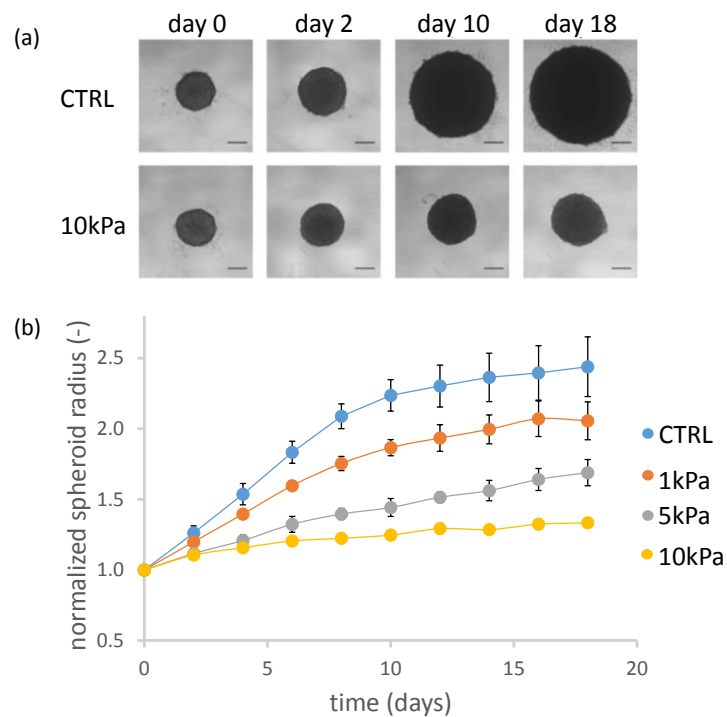 (a)
day 0 day 2 day 10 day 18
CTRL
10kPa
(b)
normalized spheroid radius (-)
2.5
2.0
1.5
1.0
0.5
0 5 10 15 20
time (days)
CTRL
1kPa
5kPa
10kPa